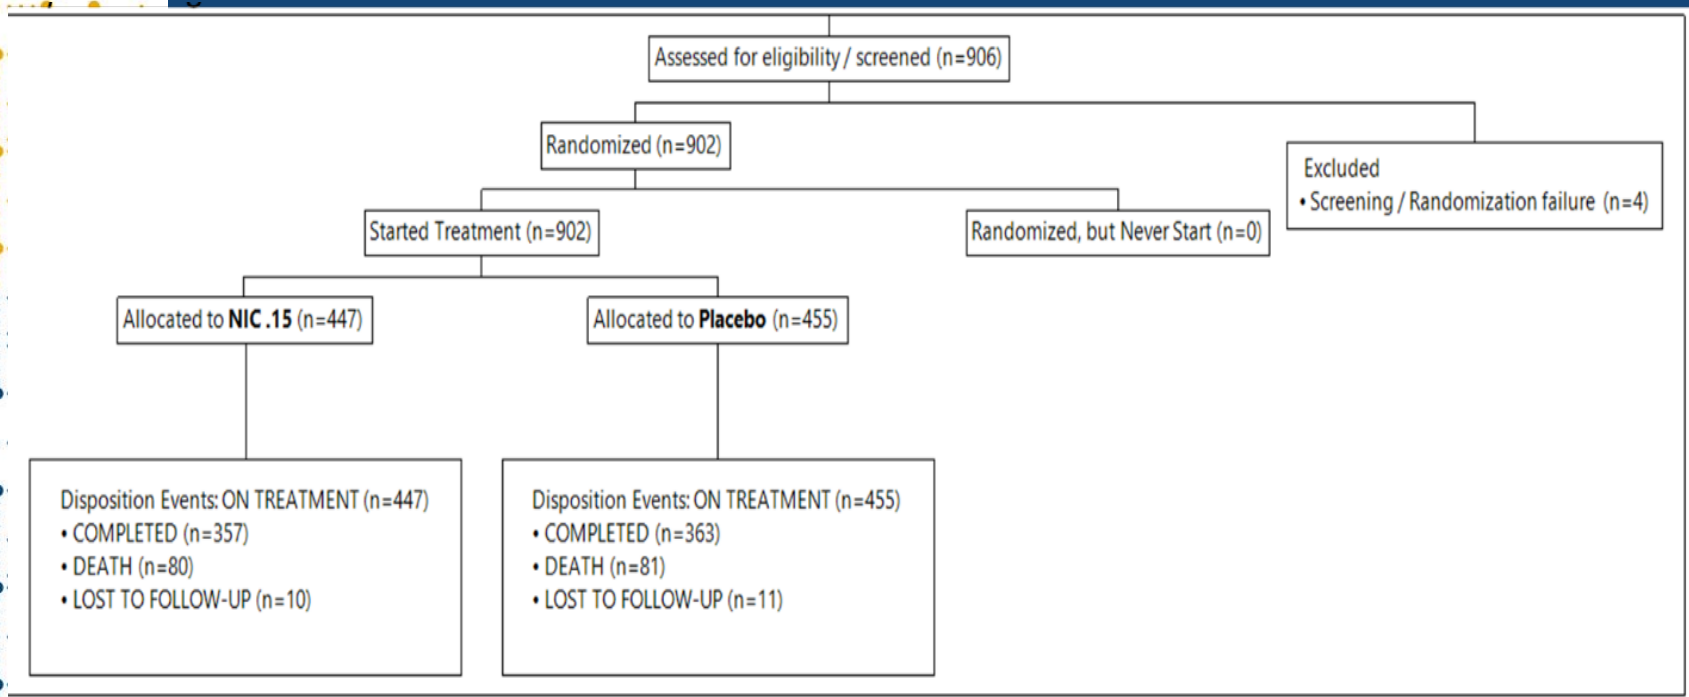 Assessed for eligibility / screened (n=906)
Randomized (n=902)
Excluded
• Screening / Randomization failure (n=4)
Started Treatment (n=902)
Randomized, but Never Start (n=0)
Allocated to NIC .15 (n=447)
Allocated to Placebo (n=455)
Disposition Events: ON TREATMENT (n=447)
• COMPLETED (n=357)
• DEATH (n=80)
• LOST TO FOLLOW-UP (n=10)
Disposition Events: ON TREATMENT (n=455)
• COMPLETED (n=363)
• DEATH (n=81)
• LOST TO FOLLOW-UP (n=11)